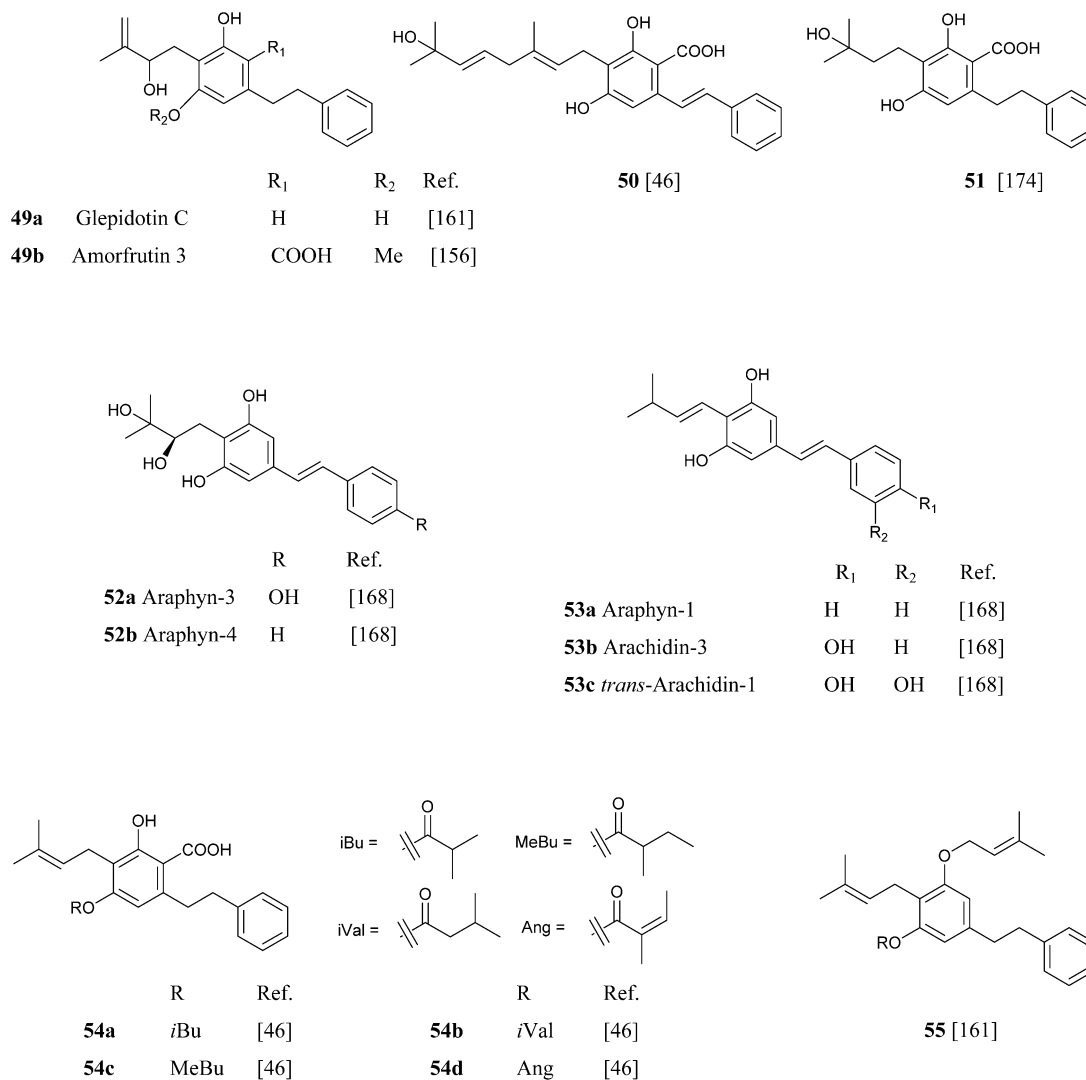 OH
R1
OH
R2O
HO
OH
COOH
HO
HO
OH
COOH
HO
R1 R2 Ref.
49a Glepidotin C H H [161]
49b Amorfrutin 3 COOH Me [156]
50 [46]
51 [174]
HO
OH
HO
HO
R
OH
HO
R1
R2
R Ref.
52a Araphyn-3 OH [168]
52b Araphyn-4 H [168]
R1 R2 Ref.
53a Araphyn-1 H H [168]
53b Arachidin-3 OH H [168]
53c trans-Arachidin-1 OH OH [168]
OH
COOH
RO
O
iBu =
O
MeBu =
O
iVal =
O
Ang =
O
RO
R Ref.
54a iBu [46]
54c MeBu [46]
R Ref.
54b iVal [46]
54d Ang [46]
55 [161]